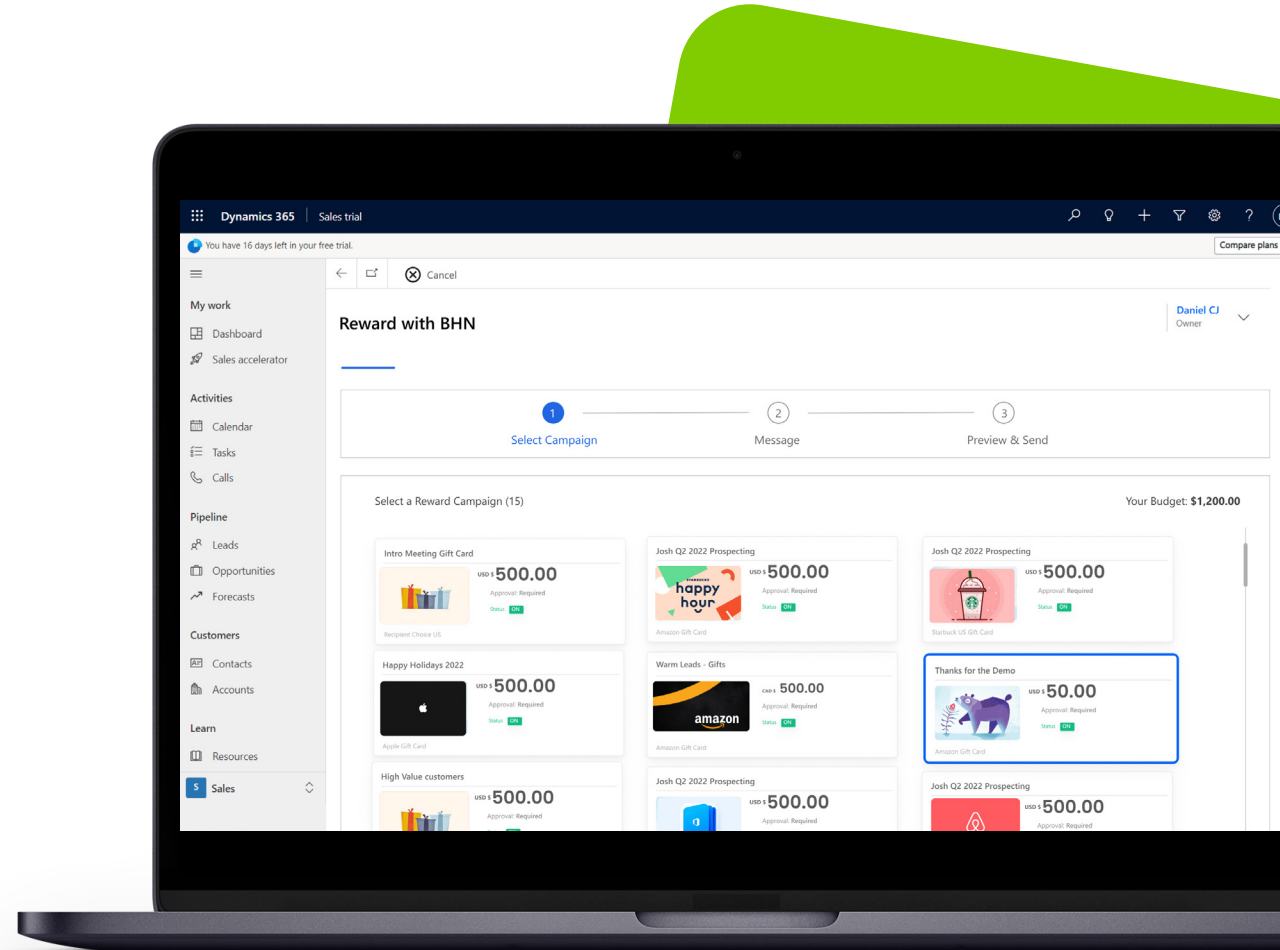 Dynamics 365 Sales trial
You have 16 days left in your free trial.
Compare plans
Cancel
My work
Dashboard
Sales accelerator
Activities
Calendar
Tasks
Calls
Pipeline
Leads
Opportunities
Forecasts
Customers
Contacts
Accounts
Learn
Resources
S Sales
Reward with BHN
Daniel CJ
Owner
1 2 3
Select Campaign Message Preview & Send
Select a Reward Campaign (15)
Your Budget: $1,200.00
Intro Meeting Gift Card
USD $ 500.00
Approval: Required
Status ON
Recipient Choice US
Josh Q2 2022 Prospecting
happy
hour
USD $ 500.00
Approval: Required
Status ON
Amazon Gift Card
Josh Q2 2022 Prospecting
USD $ 500.00
Approval: Required
Status ON
Starbuck US Gift Card
Happy Holidays 2022
USD $ 500.00
Approval: Required
Status ON
Apple Gift Card
Warm Leads - Gifts
amazon
CAD $ 500.00
Approval: Required
Status ON
Amazon Gift Card
Thanks for the Demo
USD $ 50.00
Approval: Required
Status ON
Amazon Gift Card
High Value customers
USD $ 500.00
Approval: Required
Josh Q2 2022 Prospecting
USD $ 500.00
Approval: Required
Josh Q2 2022 Prospecting
USD $ 500.00
Approval: Required